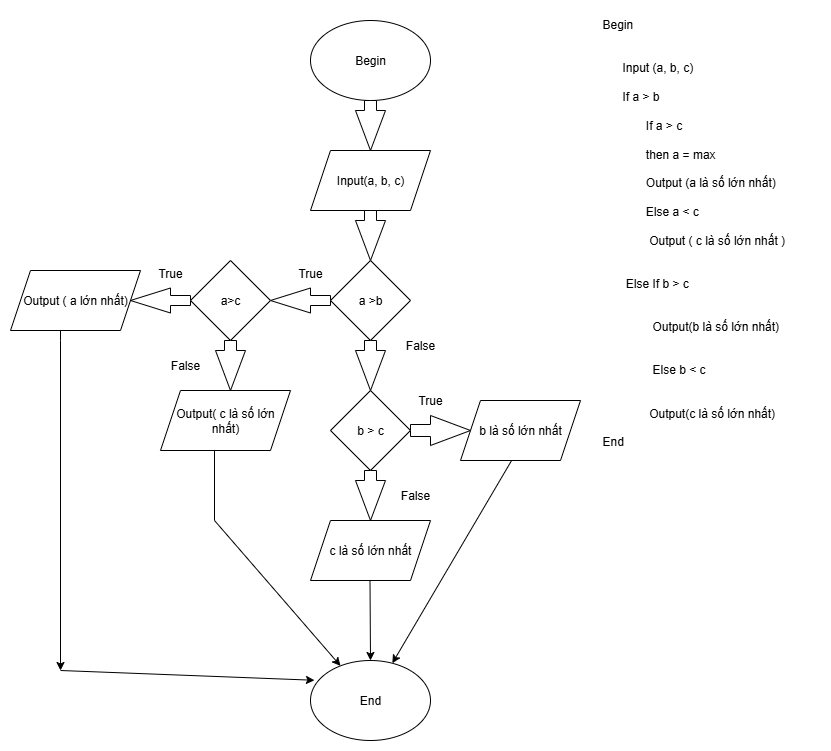 Begin
Input(a, b, c)
a >b
True
a>c
True
Output ( a lớn nhất)
False
Output( c là số lớn
nhất)
False
b > c
True
b là số lớn nhất
False
c là số lớn nhất
End
Begin
Input (a, b, c)
If a > b
If a > c
then a = max
Output (a là số lớn nhất)
Else a < c
Output ( c là số lớn nhất )
Else If b > c
Output(b là số lớn nhất)
Else b < c
Output(c là số lớn nhất)
End